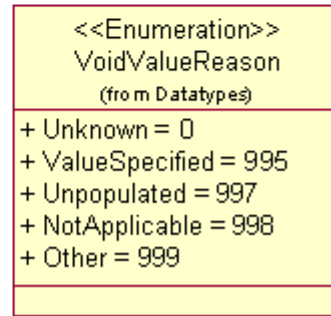 <<Enumeration>>
VoidValueReason
(from Datatypes)
+ Unknown = 0
+ ValueSpecified = 995
+ Unpopulated = 997
+ NotApplicable = 998
+ Other = 999